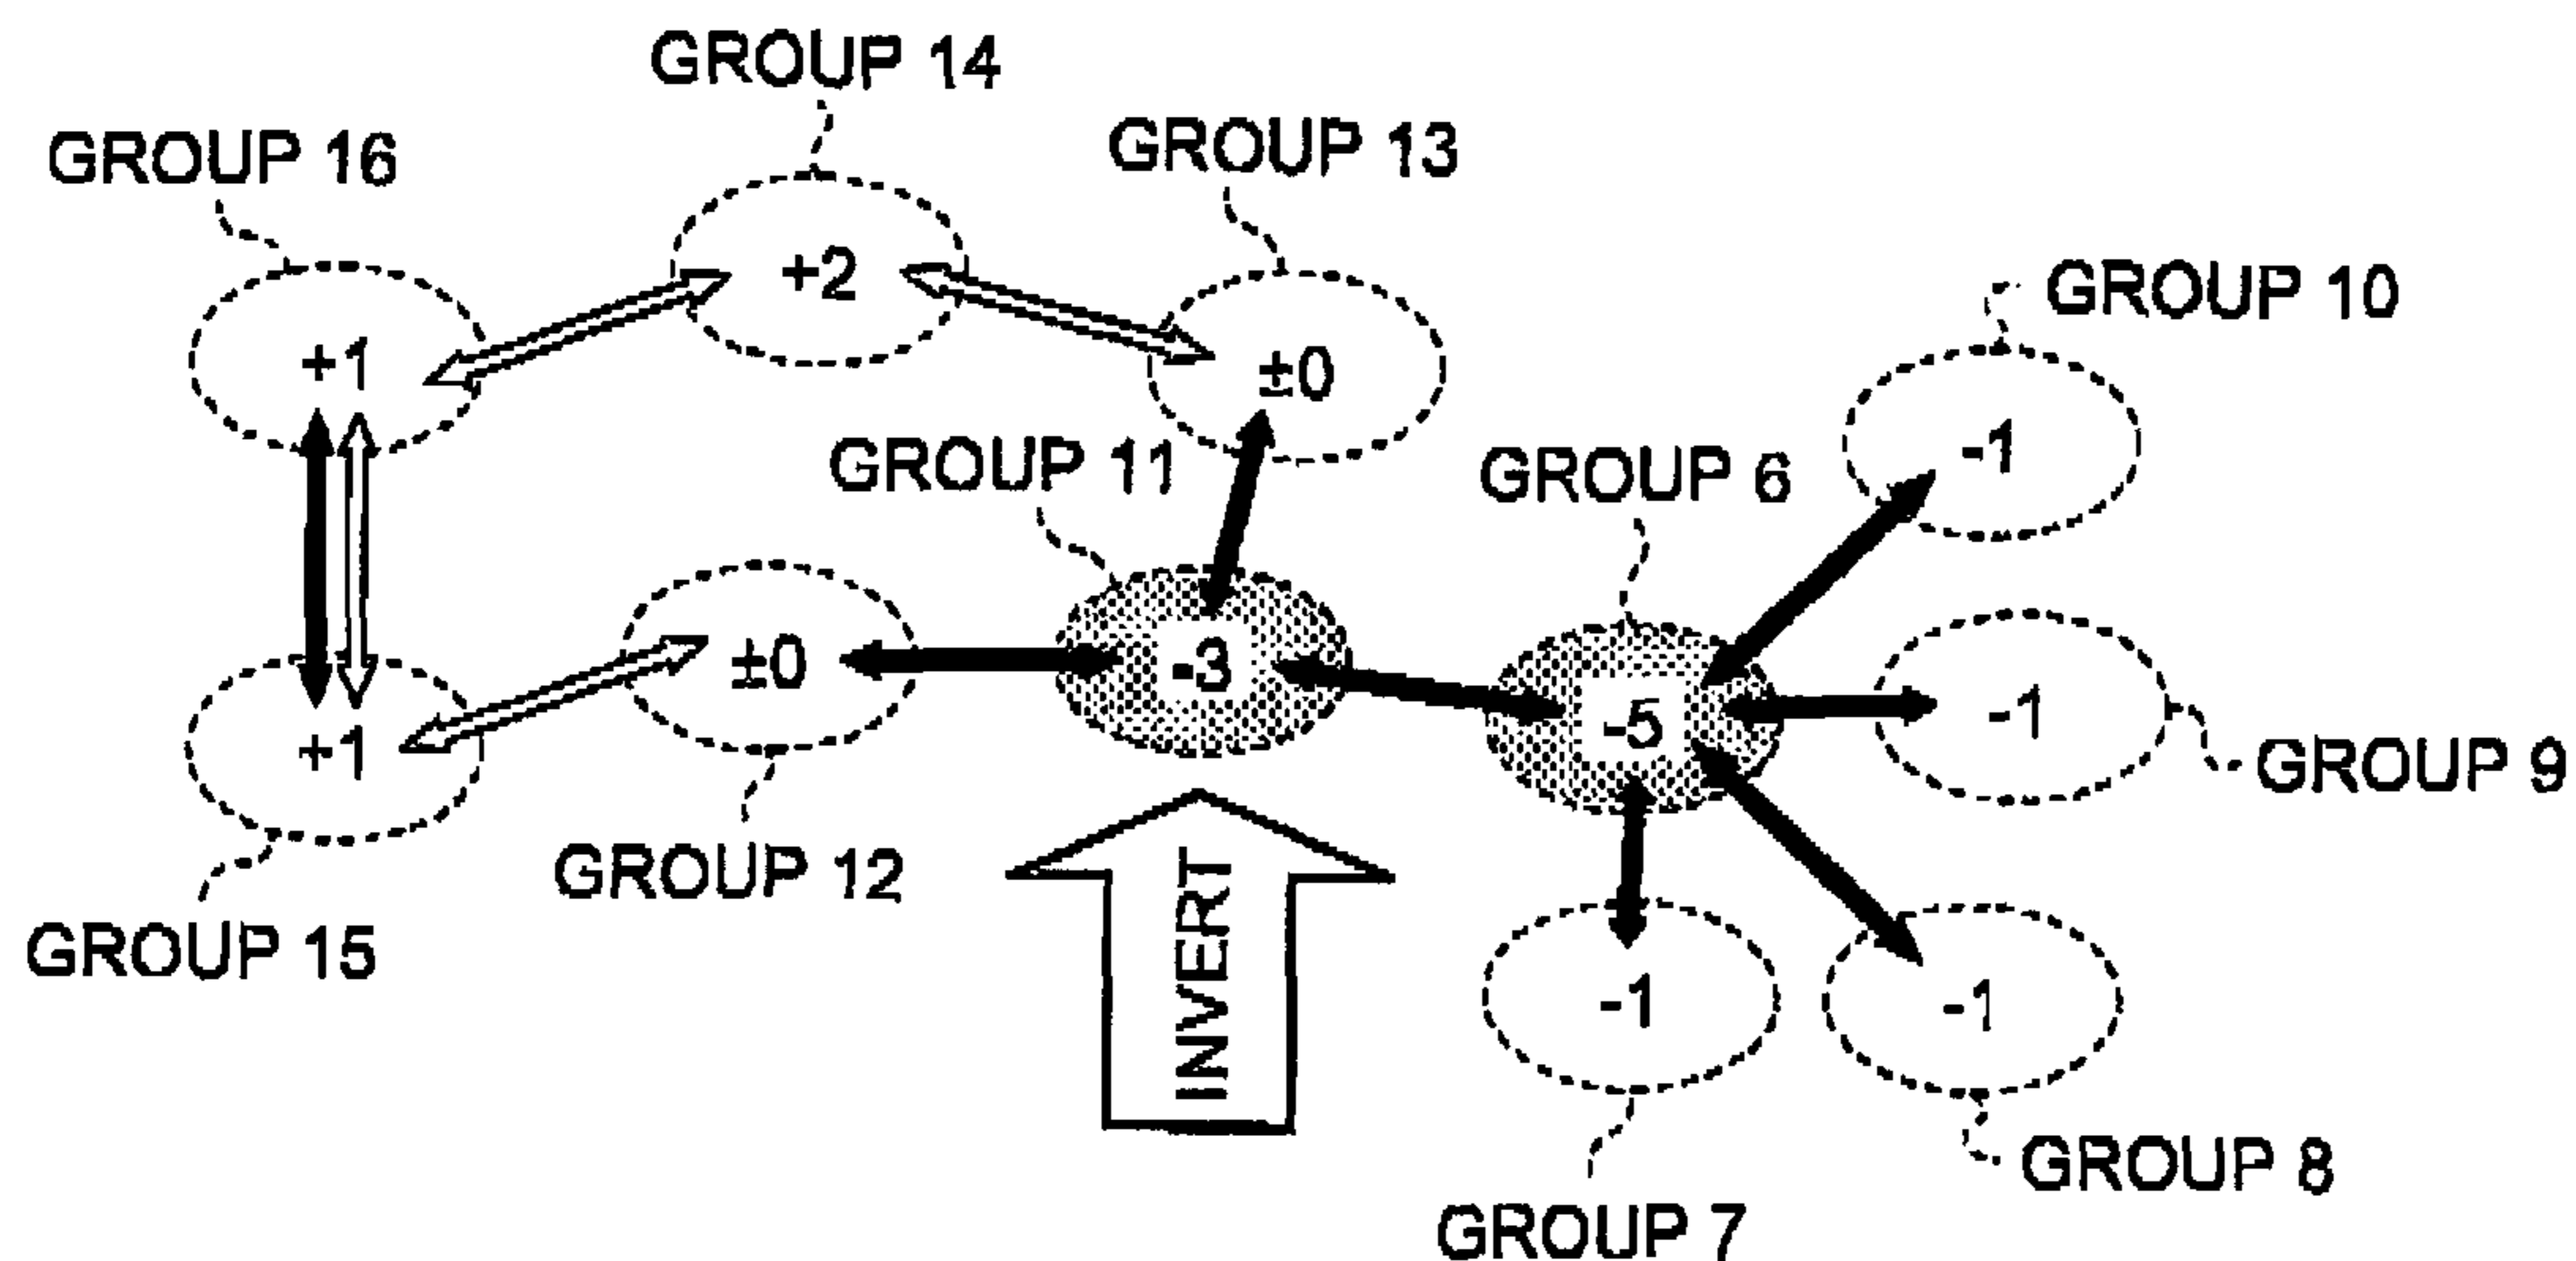 GROUP 14
GROUP 13
GROUP 16
+2
GROUP 10
+1
±0
-1
GROUP 11
GROUP 6
±0
-3
-5
-1
+1
GROUP 9
GROUP 12
INVERT
GROUP 15
-1
-1
GROUP 8
GROUP 7